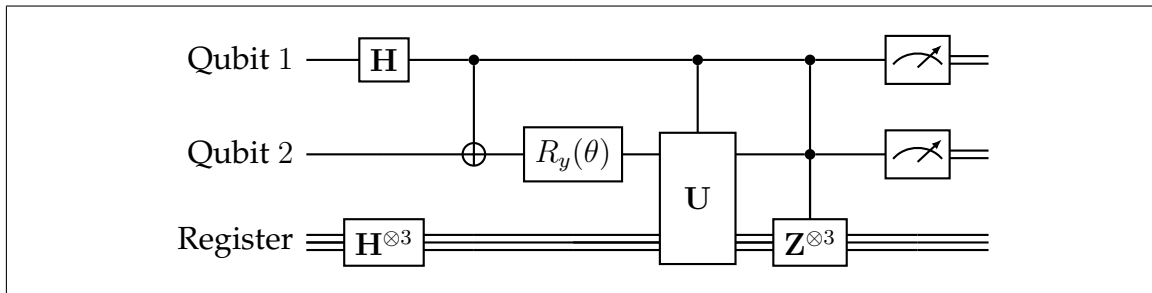 Qubit 1 H
Qubit 2 R_y(θ)
U
Register H^{⊗3} Z^{⊗3}